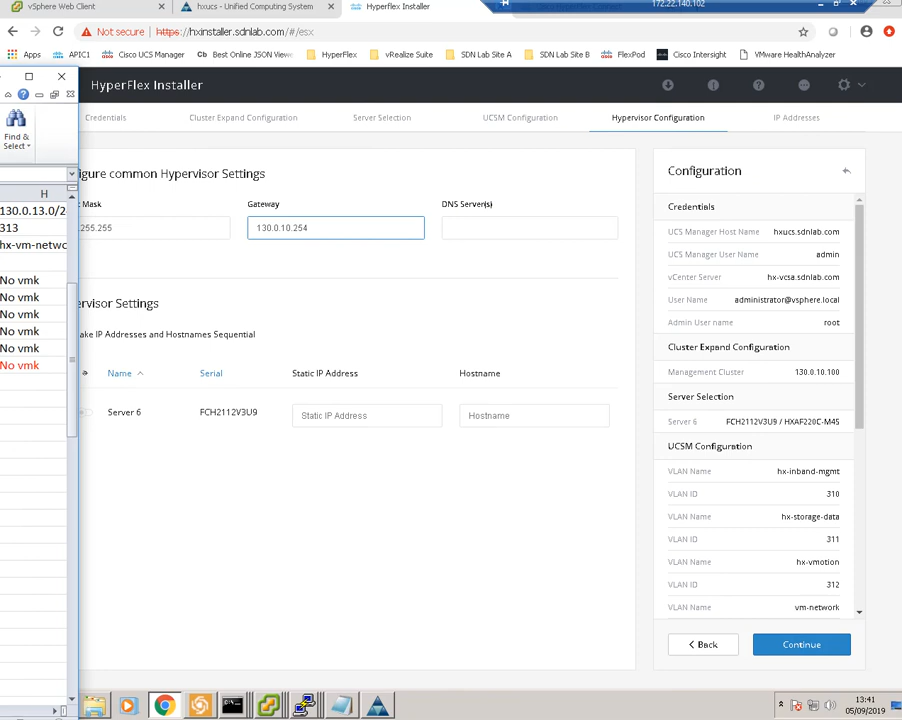 vSphere Web Client
hxucs - Unified Computing System
HyperFlex Installer
172.22.140.102
Not secure
https://hxinstaller.sdnlab.com/#/esx
Apps
APIC1
Cisco UCS Manager
Best Online JSON View
HyperFlex
vRealize Suite
SDN Lab Site A
SDN Lab Site B
FlexPod
Cisco Intersight
VMware HealthAnalyzer
HyperFlex Installer
Credentials
Cluster Expand Configuration
Server Selection
UCSM Configuration
Hypervisor Configuration
IP Addresses
Find &
Select
H
130.0.13.0/2
313
hx-vm-netwo
No vmk
No vmk
No vmk
No vmk
No vmk
No vmk
igure common Hypervisor Settings
t Mask
Gateway
DNS Server(s)
.255.255
130.0.10.254
ervisor Settings
ake IP Addresses and Hostnames Sequential
Name
Serial
Static IP Address
Hostname
Server 6
FCH2112V3U9
Static IP Address
Hostname
Configuration
Credentials
UCS Manager Host Name
hxucs.sdnlab.com
UCS Manager User Name
admin
vCenter Server
hx-vcsa.sdnlab.com
User Name
administrator@vsphere.local
Admin User name
root
Cluster Expand Configuration
Management Cluster
130.0.10.100
Server Selection
Server 6
FCH2112V3U9 / HXAF220C-M4S
UCSM Configuration
VLAN Name
hx-inband-mgmt
VLAN ID
310
VLAN Name
hx-storage-data
VLAN ID
311
VLAN Name
hx-vmotion
VLAN ID
312
VLAN Name
vm-network
Back
Continue
13:41
05/09/2019